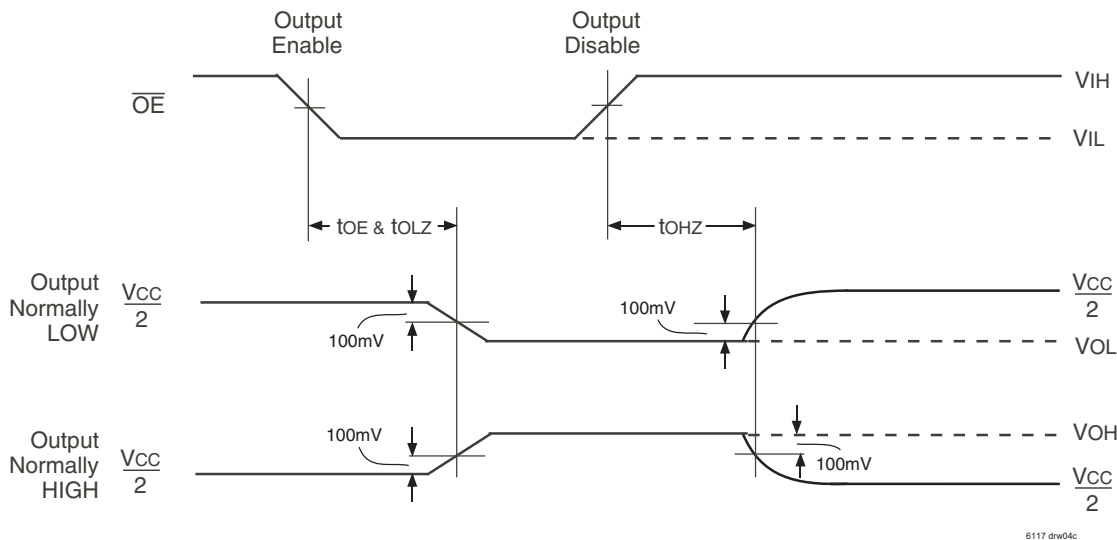 Output
Enable
Output
Disable
OE
VIH
VIL
tOE & tOLZ
tOHZ
Output
Normally
LOW
VCC
2
100mV
100mV
VCC
2
VOL
Output
Normally
HIGH
VCC
2
100mV
VOH
100mV
VCC
2
6117 drw04c